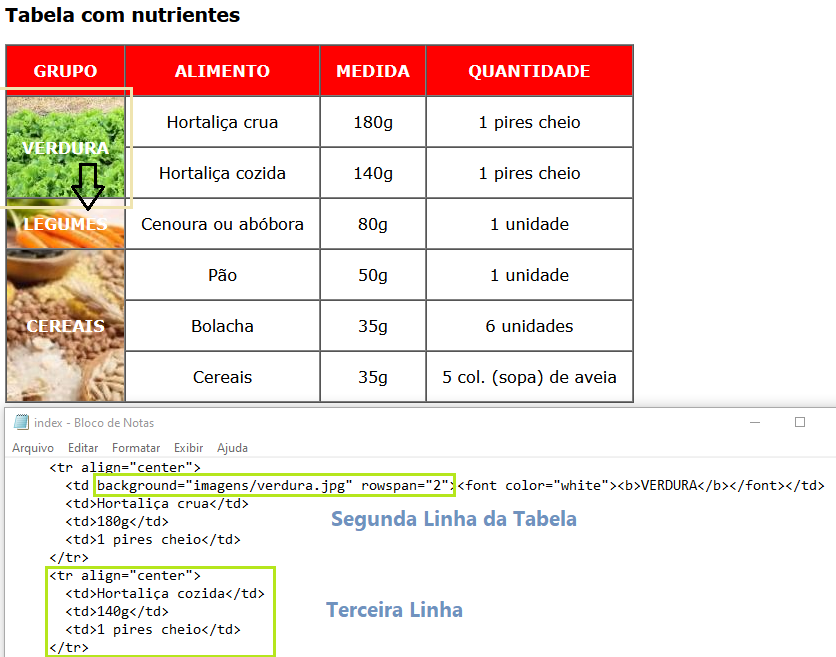 Tabela com nutrientes
GRUPO ALIMENTO MEDIDA QUANTIDADE
VERDURA
Hortaliça crua 180g 1 pires cheio
Hortaliça cozida 140g 1 pires cheio
LEGUMES Cenoura ou abóbora 80g 1 unidade
CEREAIS
Pão 50g 1 unidade
Bolacha 35g 6 unidades
Cereais 35g 5 col. (sopa) de aveia
index - Bloco de Notas
Arquivo Editar Formatar Exibir Ajuda
<tr align="center">
<td background="imagens/verdura.jpg" rowspan="2"><font color="white"><b>VERDURA</b></font></td>
<td>Hortaliça crua</td>
<td>180g</td>
<td>1 pires cheio</td>
</tr>
Segunda Linha da Tabela
<tr align="center">
<td>Hortaliça cozida</td>
<td>140g</td>
<td>1 pires cheio</td>
</tr>
Terceira Linha